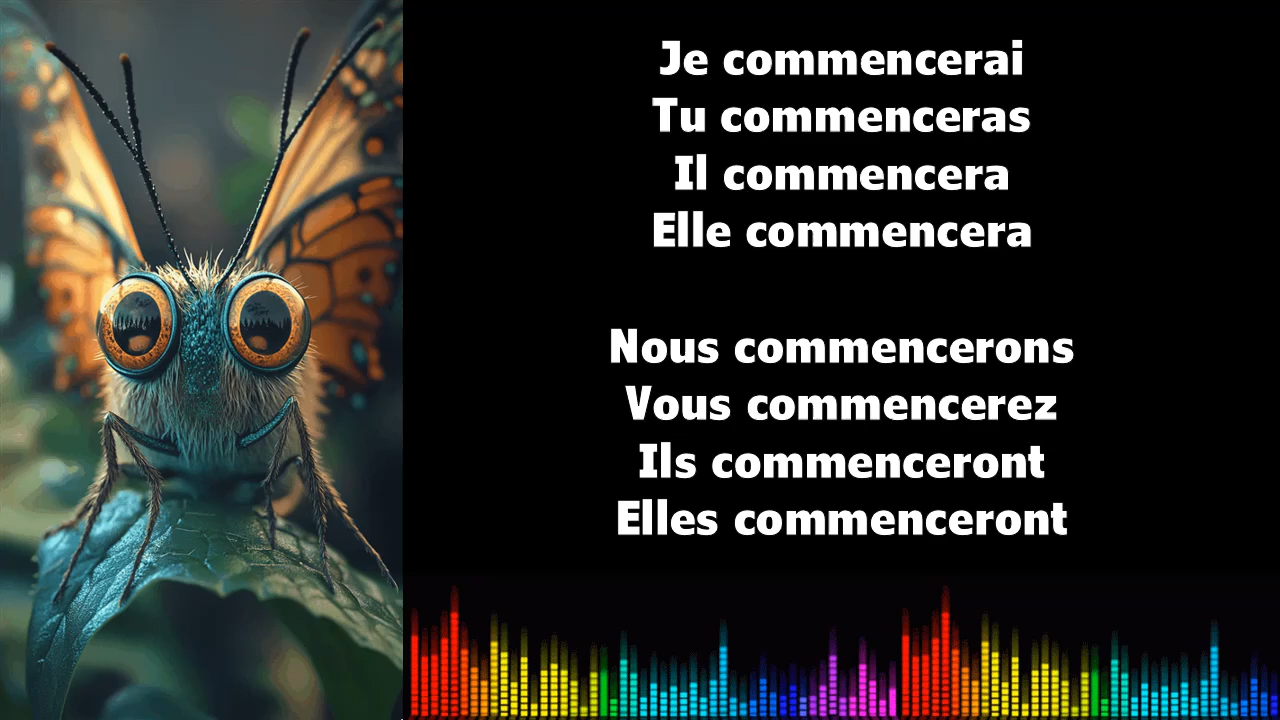 Je commencerai
Tu commenceras
Il commencera
Elle commencera
Nous commencerons
Vous commencerez
Ils commenceront
Elles commenceront